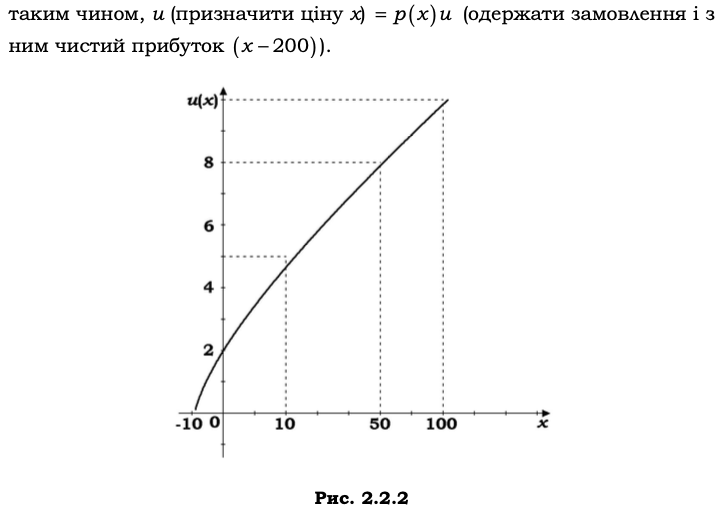 таким чином, u (призначити ціну x) = p(x)u (одержати замовлення і з
ним чистий прибуток (x – 200)).
u(x)
8
6
4
2
-10 0 10 50 100 x
Рис. 2.2.2